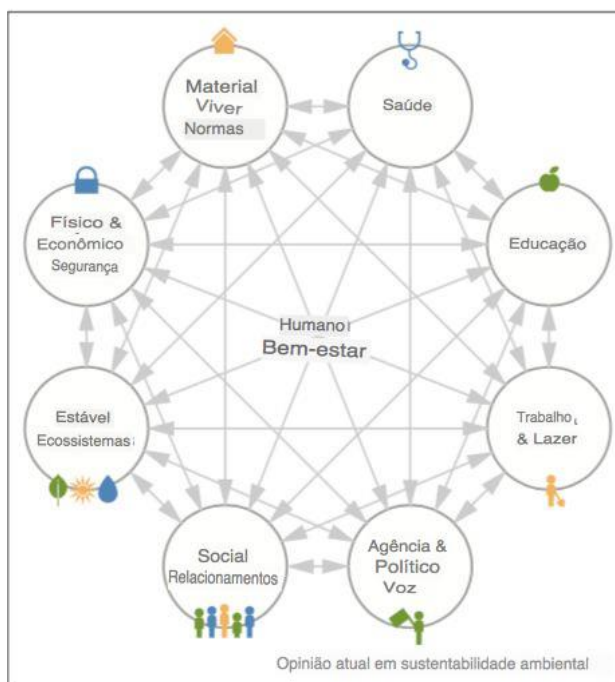 Material
Viver
Normas
Saúde
Físico &
Econômico
Segurança
Educação
Humano
Bem-estar
Estável
Ecossistemas
Trabalho
& Lazer
Social
Relacionamentos
Agência &
Político
Voz
Opinião atual em sustentabilidade ambiental